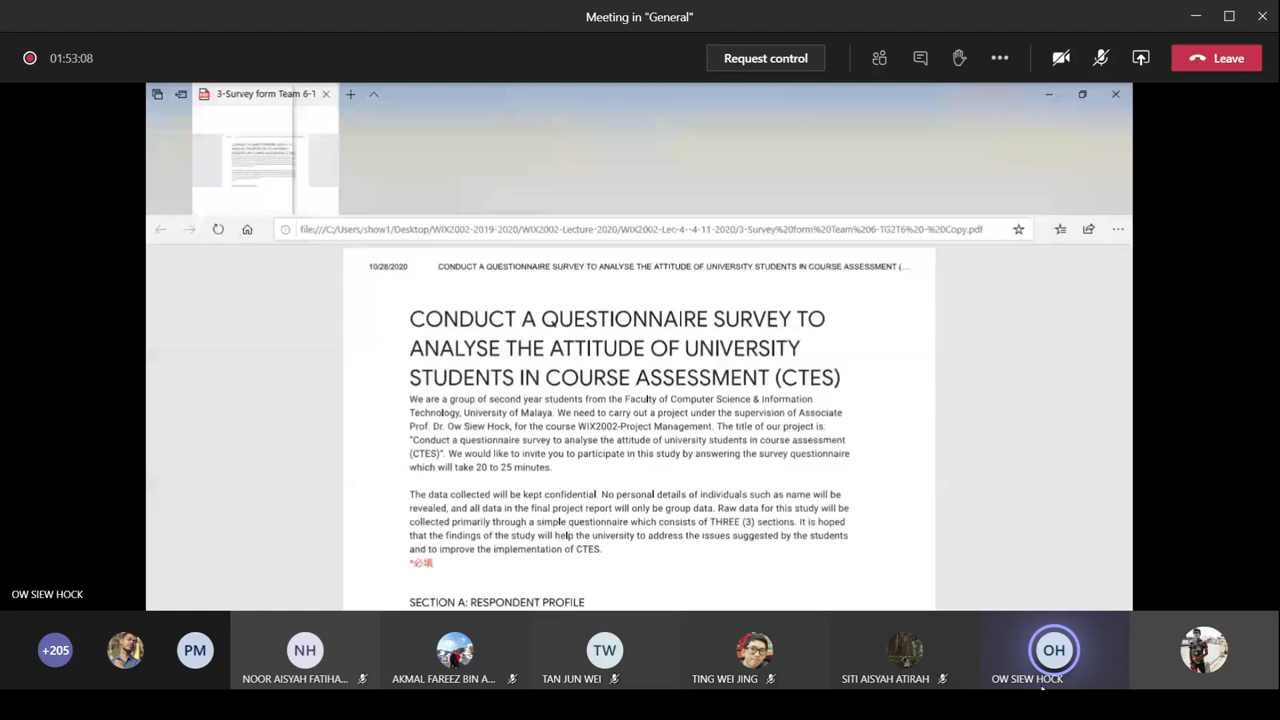 Meeting in "General"
01:53:08
Request control
Leave
3-Survey form Team 6-T
file:///C:/Users/show1/Desktop/WIX2002-2019-2020/WIX2002-Lecture-2020/WIX2002-Lec-4--4-11-2020/3-Survey%20form%20Team%206-TG2T6%20-%20Copy.pdf
10/28/2020 CONDUCT A QUESTIONNAIRE SURVEY TO ANALYSE THE ATTITUDE OF UNIVERSITY STUDENTS IN COURSE ASSESSMENT (...
CONDUCT A QUESTIONNAIRE SURVEY TO
ANALYSE THE ATTITUDE OF UNIVERSITY
STUDENTS IN COURSE ASSESSMENT (CTES)
We are a group of second year students from the Faculty of Computer Science & Information
Technology, University of Malaya. We need to carry out a project under the supervision of Associate
Prof. Dr. Ow Siew Hock, for the course WIX2002-Project Management. The title of our project is:
"Conduct a questionnaire survey to analyse the attitude of university students in course assessment
(CTES)". We would like to invite you to participate in this study by answering the survey questionnaire
which will take 20 to 25 minutes.
The data collected will be kept confidential. No personal details of individuals such as name will be
revealed, and all data in the final project report will only be group data. Raw data for this study will be
collected primarily through a simple questionnaire which consists of THREE (3) sections. It is hoped
that the findings of the study will help the university to address the issues suggested by the students
and to improve the implementation of CTES.
*必填
SECTION A: RESPONDENT PROFILE
OW SIEW HOCK
+205
PM
NH
TW
OH
NOOR AISYAH FATIHA...
AKMAL FAREEZ BIN A...
TAN JUN WEI
TING WEI JING
SITI AISYAH ATIRAH
OW SIEW HOCK